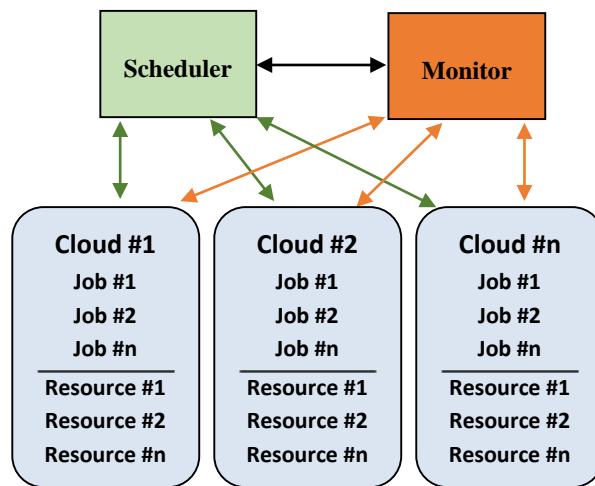 Scheduler
Monitor
Cloud #1
Job #1
Job #2
Job #n
Resource #1
Resource #2
Resource #n
Cloud #2
Job #1
Job #2
Job #n
Resource #1
Resource #2
Resource #n
Cloud #n
Job #1
Job #2
Job #n
Resource #1
Resource #2
Resource #n